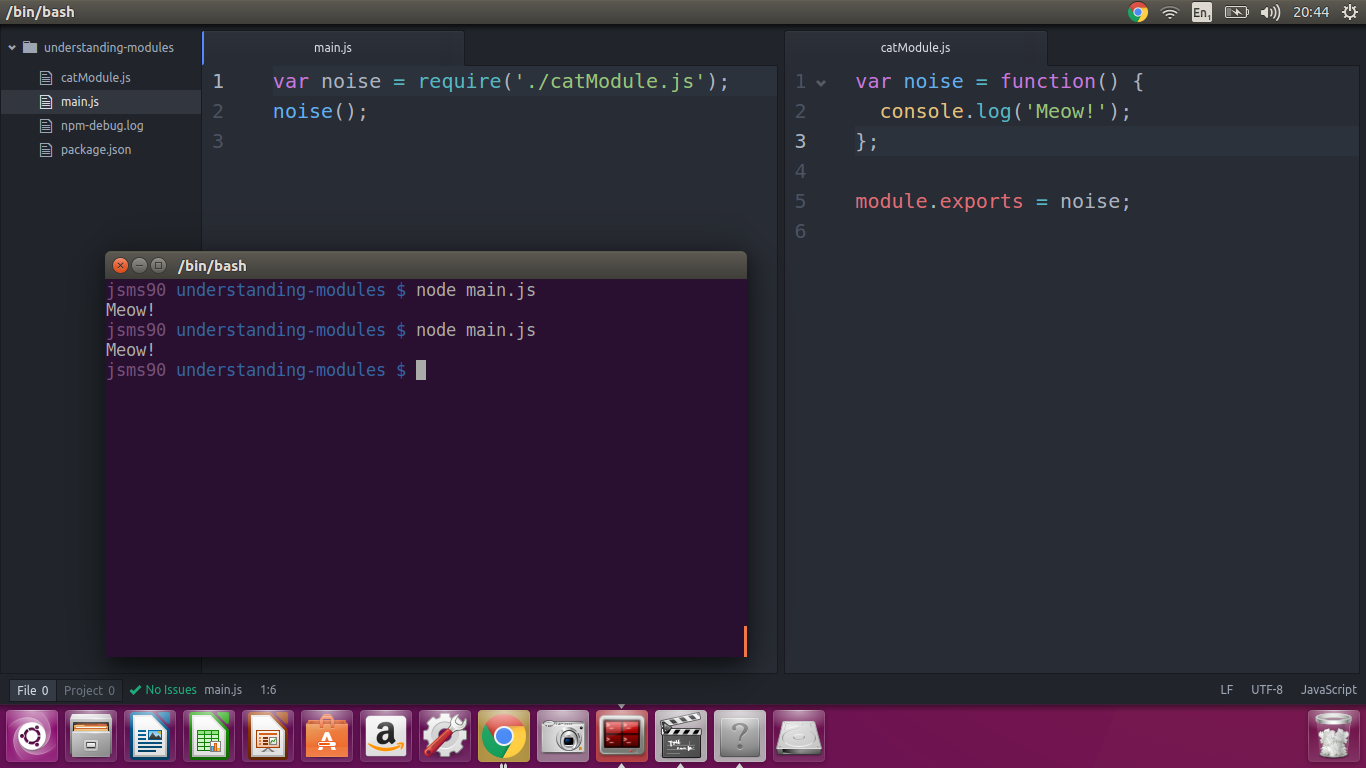 /bin/bash
En1
20:44
understanding-modules
catModule.js
main.js
npm-debug.log
package.json
main.js
1 var noise = require('./catModule.js');
2 noise();
3
catModule.js
1 var noise = function() {
2 console.log('Meow!');
3 };
4
5 module.exports = noise;
6
/bin/bash
jsms90 understanding-modules $ node main.js
Meow!
jsms90 understanding-modules $ node main.js
Meow!
jsms90 understanding-modules $
File 0 Project 0 No Issues main.js 1:6 LF UTF-8 JavaScript